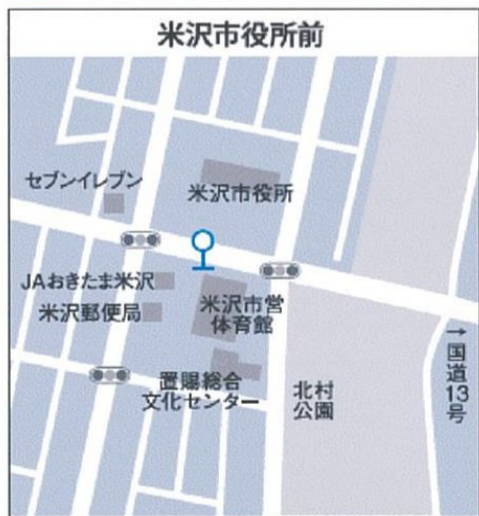 米沢市役所前
セブンイレブン
米沢市役所
JAおきたま米沢
米沢郵便局
米沢市営
体育館
置賜総合
文化センター
北村
公園
→国道13号